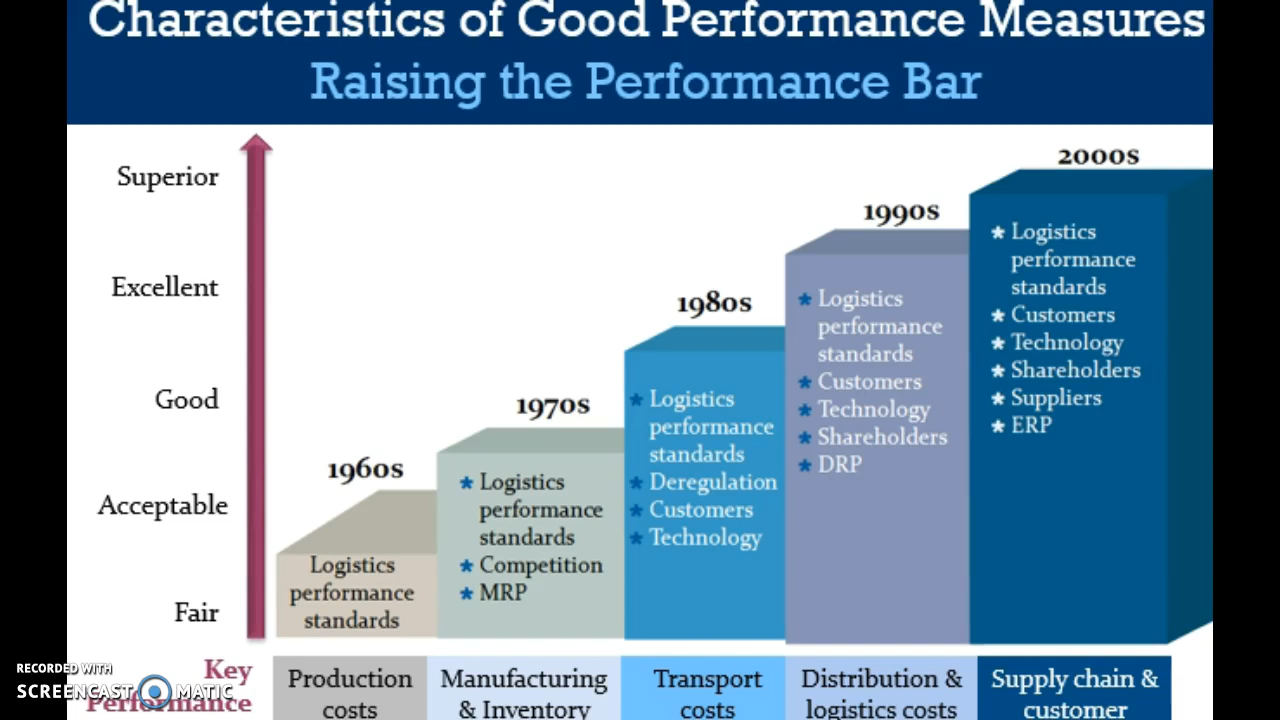 Characteristics of Good Performance Measures
Raising the Performance Bar
Superior
Excellent
Good
Acceptable
Fair
1960s
Logistics
performance
standards
1970s
* Logistics
performance
standards
* Competition
* MRP
1980s
* Logistics
performance
standards
* Deregulation
* Customers
* Technology
1990s
* Logistics
performance
standards
* Customers
* Technology
* Shareholders
* DRP
2000s
* Logistics
performance
standards
* Customers
* Technology
* Shareholders
* Suppliers
* ERP
Key
Performance
Production
costs
Manufacturing
& Inventory
Transport
costs
Distribution &
logistics costs
Supply chain &
customer
RECORDED WITH
SCREENCAST MATIC